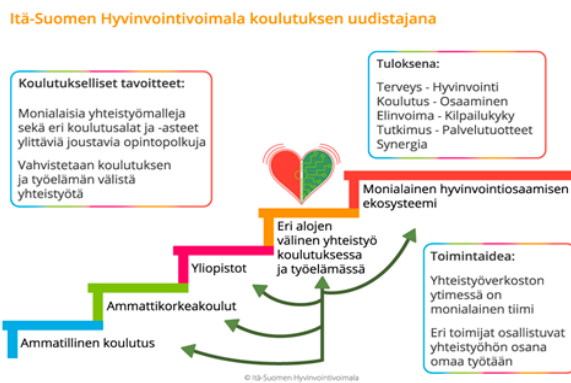 Itä-Suomen Hyvinvointivoimala koulutuksen uudistajana
Koulutukselliset tavoitteet:
Monialaisia yhteistyömalleja
sekä eri koulutusalat ja -asteet
ylittäviä joustavia opintopolkuja
Vahvistetaan koulutuksen
ja työelämän välistä
yhteistyötä
Tuloksena:
Terveys - Hyvinvointi
Koulutus - Osaaminen
Elinvoima - Kilpailukyky
Tutkimus - Palvelutuotteet
Synergia
Monialainen hyvinvointiosaamisen
ekosysteemi
Eri alojen
välinen yhteistyö
koulutuksessa
ja työelämässä
Yliopistot
Ammattikorkeakoulut
Ammatillinen koulutus
Toimintaidea:
Yhteistyöverkoston
ytimessä on
monialainen tiimi
Eri toimijat osallistuvat
yhteistyöhön osana
omaa työtään
© Itä-Suomen Hyvinvointivoimala